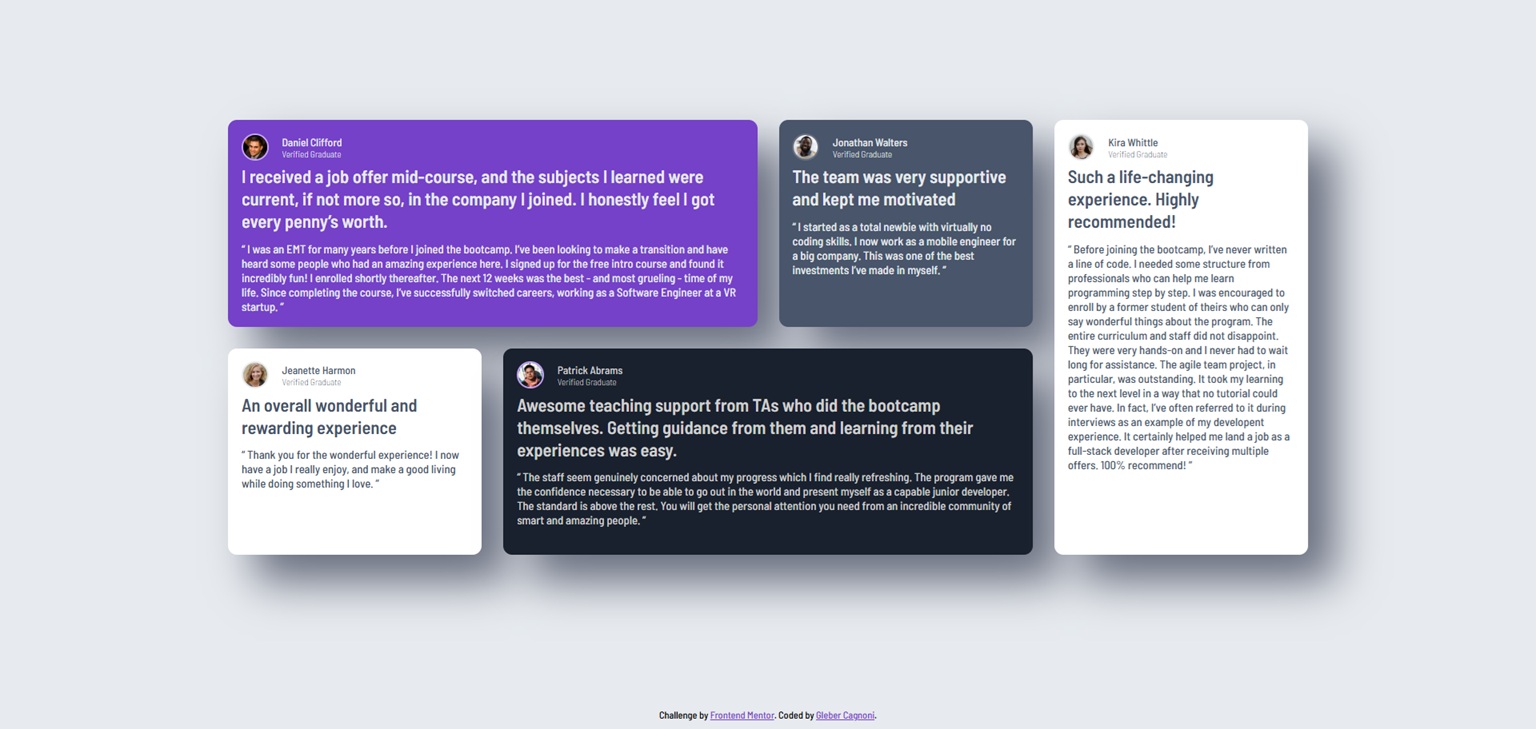 Daniel Clifford
Verified Graduate
I received a job offer mid-course, and the subjects I learned were
current, if not more so, in the company I joined. I honestly feel I got
every penny’s worth.
“ I was an EMT for many years before I joined the bootcamp. I’ve been looking to make a transition and have
heard some people who had an amazing experience here. I signed up for the free intro course and found it
incredibly fun! I enrolled shortly thereafter. The next 12 weeks was the best - and most grueling - time of my
life. Since completing the course, I’ve successfully switched careers, working as a Software Engineer at a VR
startup. ”
Jonathan Walters
Verified Graduate
The team was very supportive
and kept me motivated
“ I started as a total newbie with virtually no
coding skills. I now work as a mobile engineer for
a big company. This was one of the best
investments I’ve made in myself. ”
Kira Whittle
Verified Graduate
Such a life-changing
experience. Highly
recommended!
“ Before joining the bootcamp, I’ve never written
a line of code. I needed some structure from
professionals who can help me learn
programming step by step. I was encouraged to
enroll by a former student of theirs who can only
say wonderful things about the program. The
entire curriculum and staff did not disappoint.
They were very hands-on and I never had to wait
long for assistance. The agile team project, in
particular, was outstanding. It took my learning
to the next level in a way that no tutorial could
ever have. In fact, I’ve often referred to it during
interviews as an example of my developent
experience. It certainly helped me land a job as a
full-stack developer after receiving multiple
offers. 100% recommend! ”
Jeanette Harmon
Verified Graduate
An overall wonderful and
rewarding experience
“ Thank you for the wonderful experience! I now
have a job I really enjoy, and make a good living
while doing something I love. ”
Patrick Abrams
Verified Graduate
Awesome teaching support from TAs who did the bootcamp
themselves. Getting guidance from them and learning from their
experiences was easy.
“ The staff seem genuinely concerned about my progress which I find really refreshing. The program gave me
the confidence necessary to be able to go out in the world and present myself as a capable junior developer.
The standard is above the rest. You will get the personal attention you need from an incredible community of
smart and amazing people. ”
Challenge by Frontend Mentor. Coded by Gleber Cagnoni.